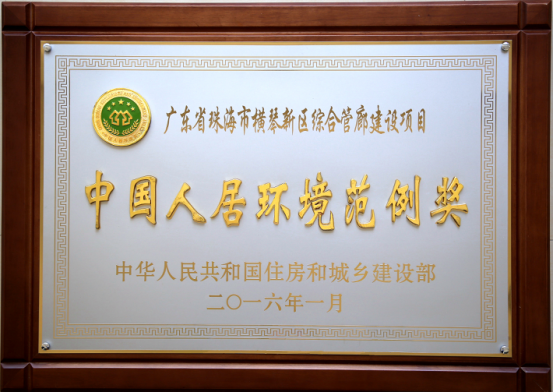 广东省珠海市横琴新区综合管廊建设项目
中国人居环境范例奖
中华人民共和国住房和城乡建设部
二〇一六年一月